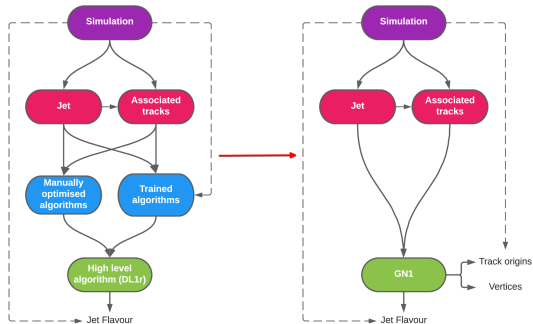 Simulation
Jet
Associated
tracks
Manually
optimised
algorithms
Trained
algorithms
High level
algorithm (DL1r)
Jet Flavour
Simulation
Jet
Associated
tracks
GN1
Track origins
Vertices
Jet Flavour